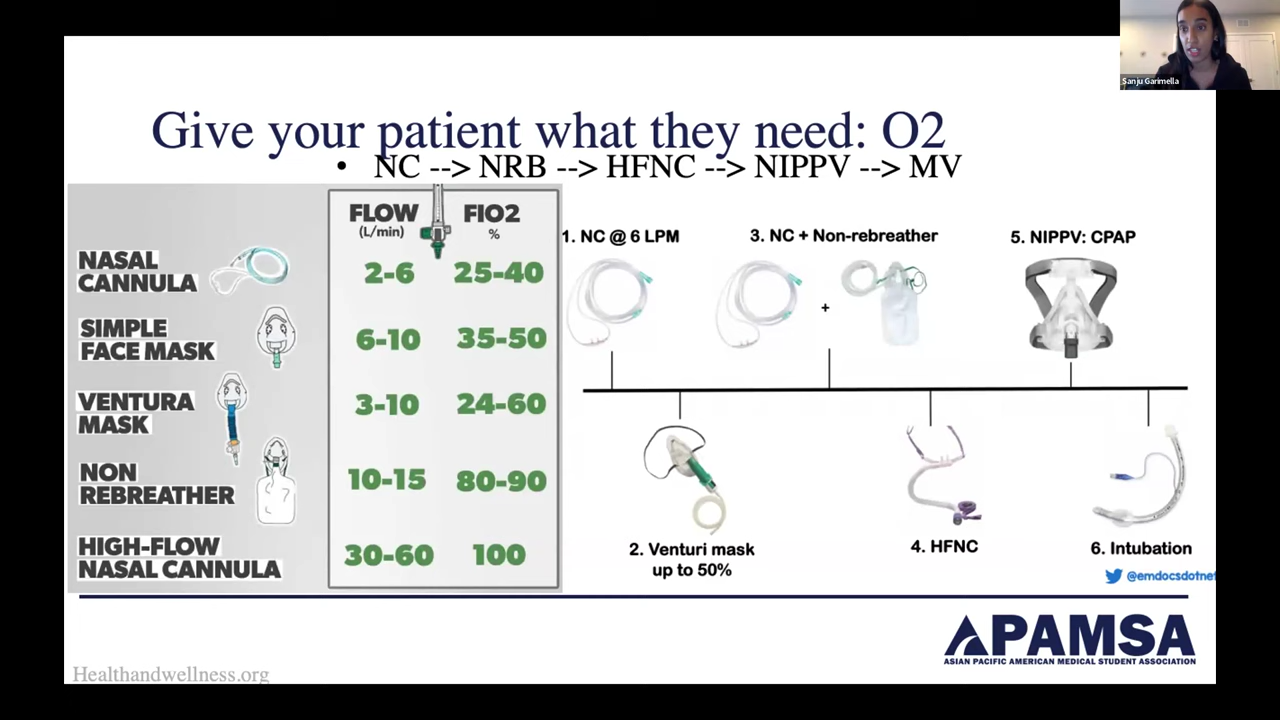 Sanju Garimella
Give your patient what they need: O2
• NC --> NRB --> HFNC --> NIPPV --> MV
FLOW
(L/min)
FIO2
%
NASAL
CANNULA
2-6
25-40
SIMPLE
FACE MASK
6-10
35-50
VENTURA
MASK
3-10
24-60
NON
REBREATHER
10-15
80-90
HIGH-FLOW
NASAL CANNULA
30-60
100
1. NC @ 6 LPM
3. NC + Non-rebreather
5. NIPPV: CPAP
+
2. Venturi mask
up to 50%
4. HFNC
6. Intubation
@emdocsdotnet
APAMSA
ASIAN PACIFIC AMERICAN MEDICAL STUDENT ASSOCIATION
Healthandwellness.org